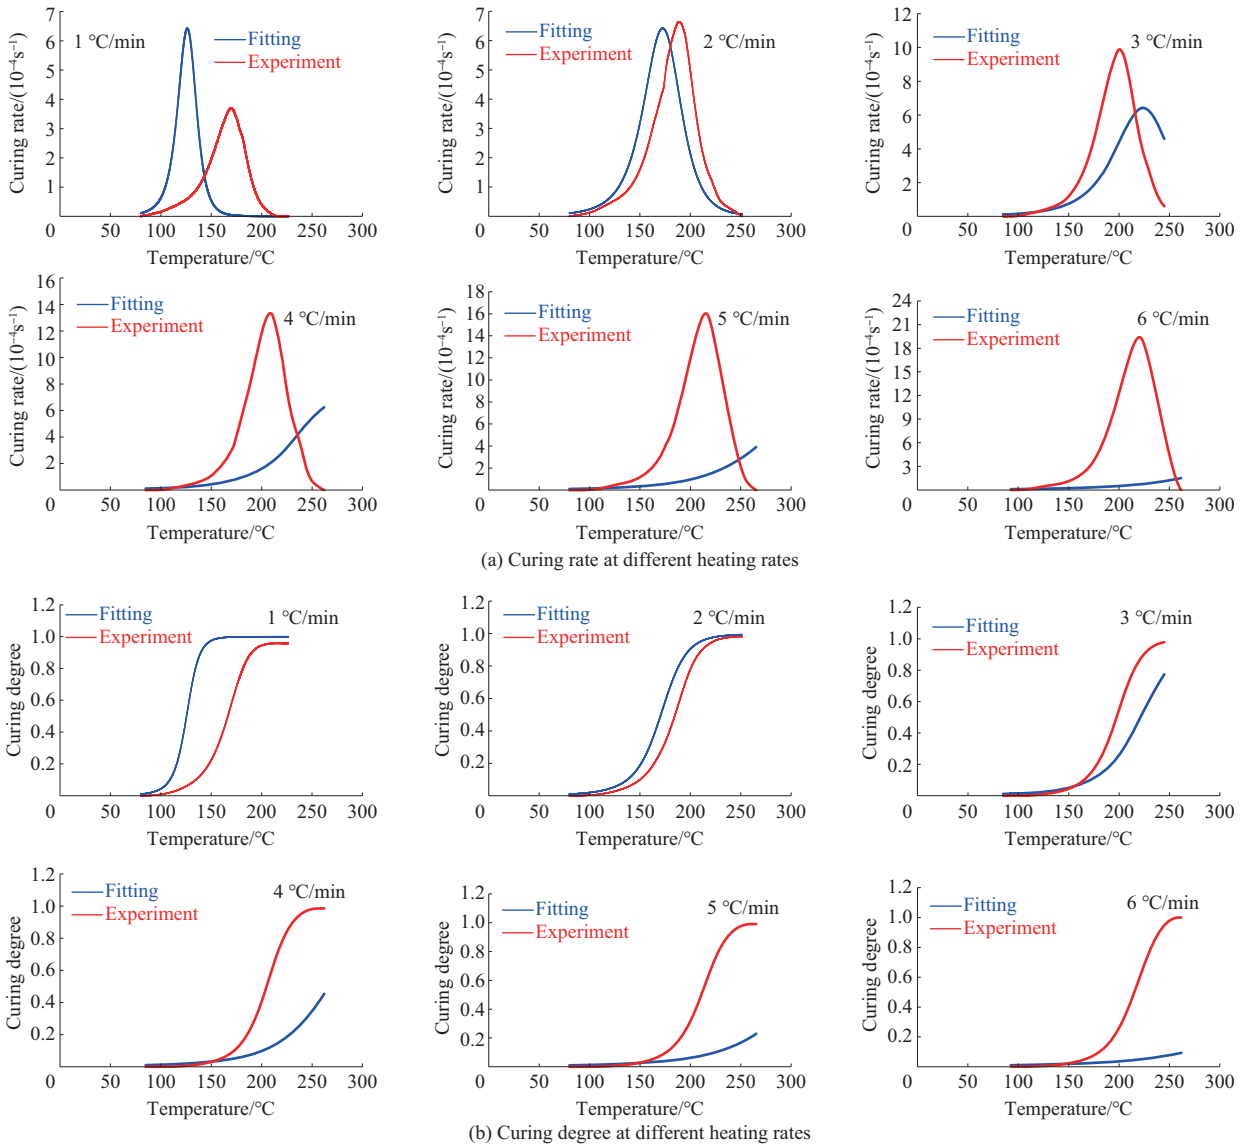 Curing rate/(10⁻⁴s⁻¹)
7
6
5
4
3
2
1
1 °C/min
Fitting
Experiment
0 50 100 150 200 250 300
Temperature/°C
Curing rate/(10⁻⁴s⁻¹)
7
6
5
4
3
2
1
2 °C/min
Fitting
Experiment
0 50 100 150 200 250 300
Temperature/°C
Curing rate/(10⁻⁴s⁻¹)
12
10
8
6
4
2
3 °C/min
Fitting
Experiment
0 50 100 150 200 250 300
Temperature/°C
Curing rate/(10⁻⁴s⁻¹)
16
14
12
10
8
6
4
2
Fitting
Experiment
4 °C/min
0 50 100 150 200 250 300
Temperature/°C
Curing rate/(10⁻⁴s⁻¹)
18
16
14
12
10
8
6
4
2
Fitting
Experiment
5 °C/min
0 50 100 150 200 250 300
Temperature/°C
Curing rate/(10⁻⁴s⁻¹)
24
21
18
15
12
9
6
3
Fitting
Experiment
6 °C/min
0 50 100 150 200 250 300
Temperature/°C
(a) Curing rate at different heating rates
Curing degree
1.2
1.0
0.8
0.6
0.4
0.2
Fitting
Experiment
1 °C/min
0 50 100 150 200 250 300
Temperature/°C
Curing degree
1.2
1.0
0.8
0.6
0.4
0.2
Fitting
Experiment
2 °C/min
0 50 100 150 200 250 300
Temperature/°C
Curing degree
1.2
1.0
0.8
0.6
0.4
0.2
Fitting
Experiment
3 °C/min
0 50 100 150 200 250 300
Temperature/°C
Curing degree
1.2
1.0
0.8
0.6
0.4
0.2
Fitting
Experiment
4 °C/min
0 50 100 150 200 250 300
Temperature/°C
Curing degree
1.2
1.0
0.8
0.6
0.4
0.2
Fitting
Experiment
5 °C/min
0 50 100 150 200 250 300
Temperature/°C
Curing degree
1.2
1.0
0.8
0.6
0.4
0.2
Fitting
Experiment
6 °C/min
0 50 100 150 200 250 300
Temperature/°C
(b) Curing degree at different heating rates